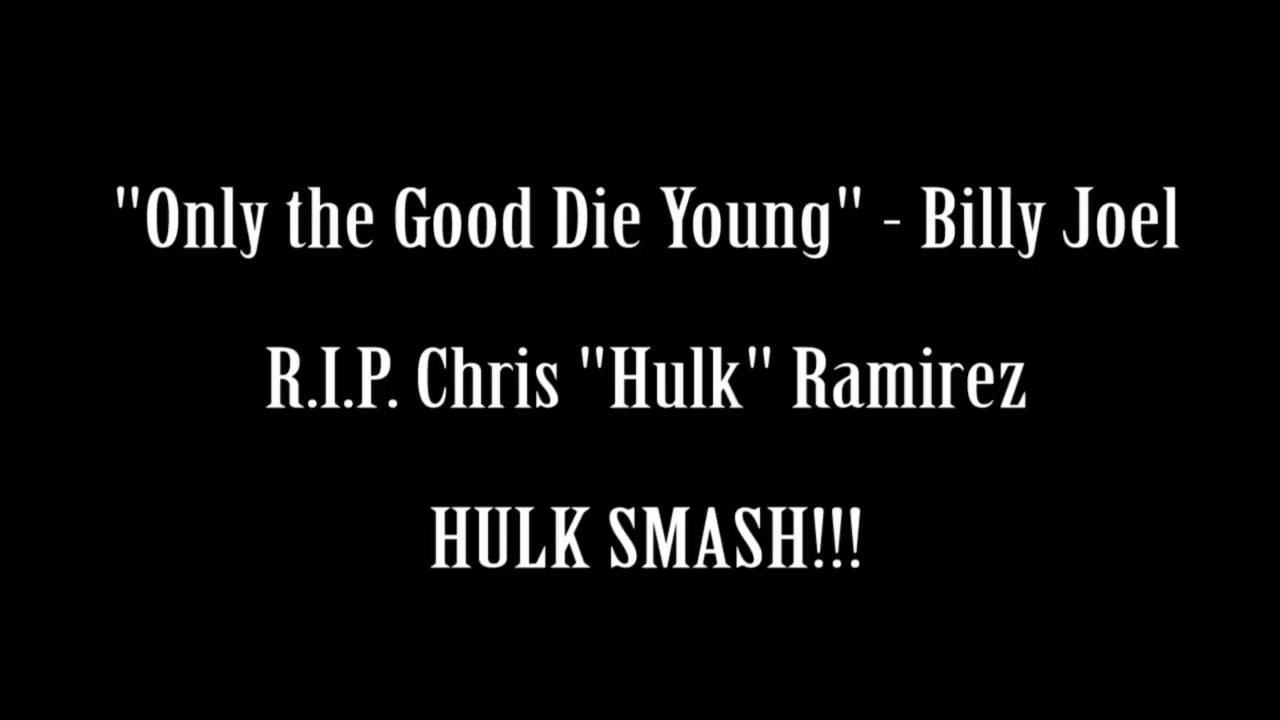 "Only the Good Die Young" - Billy Joel
R.I.P. Chris "Hulk" Ramirez
HULK SMASH!!!